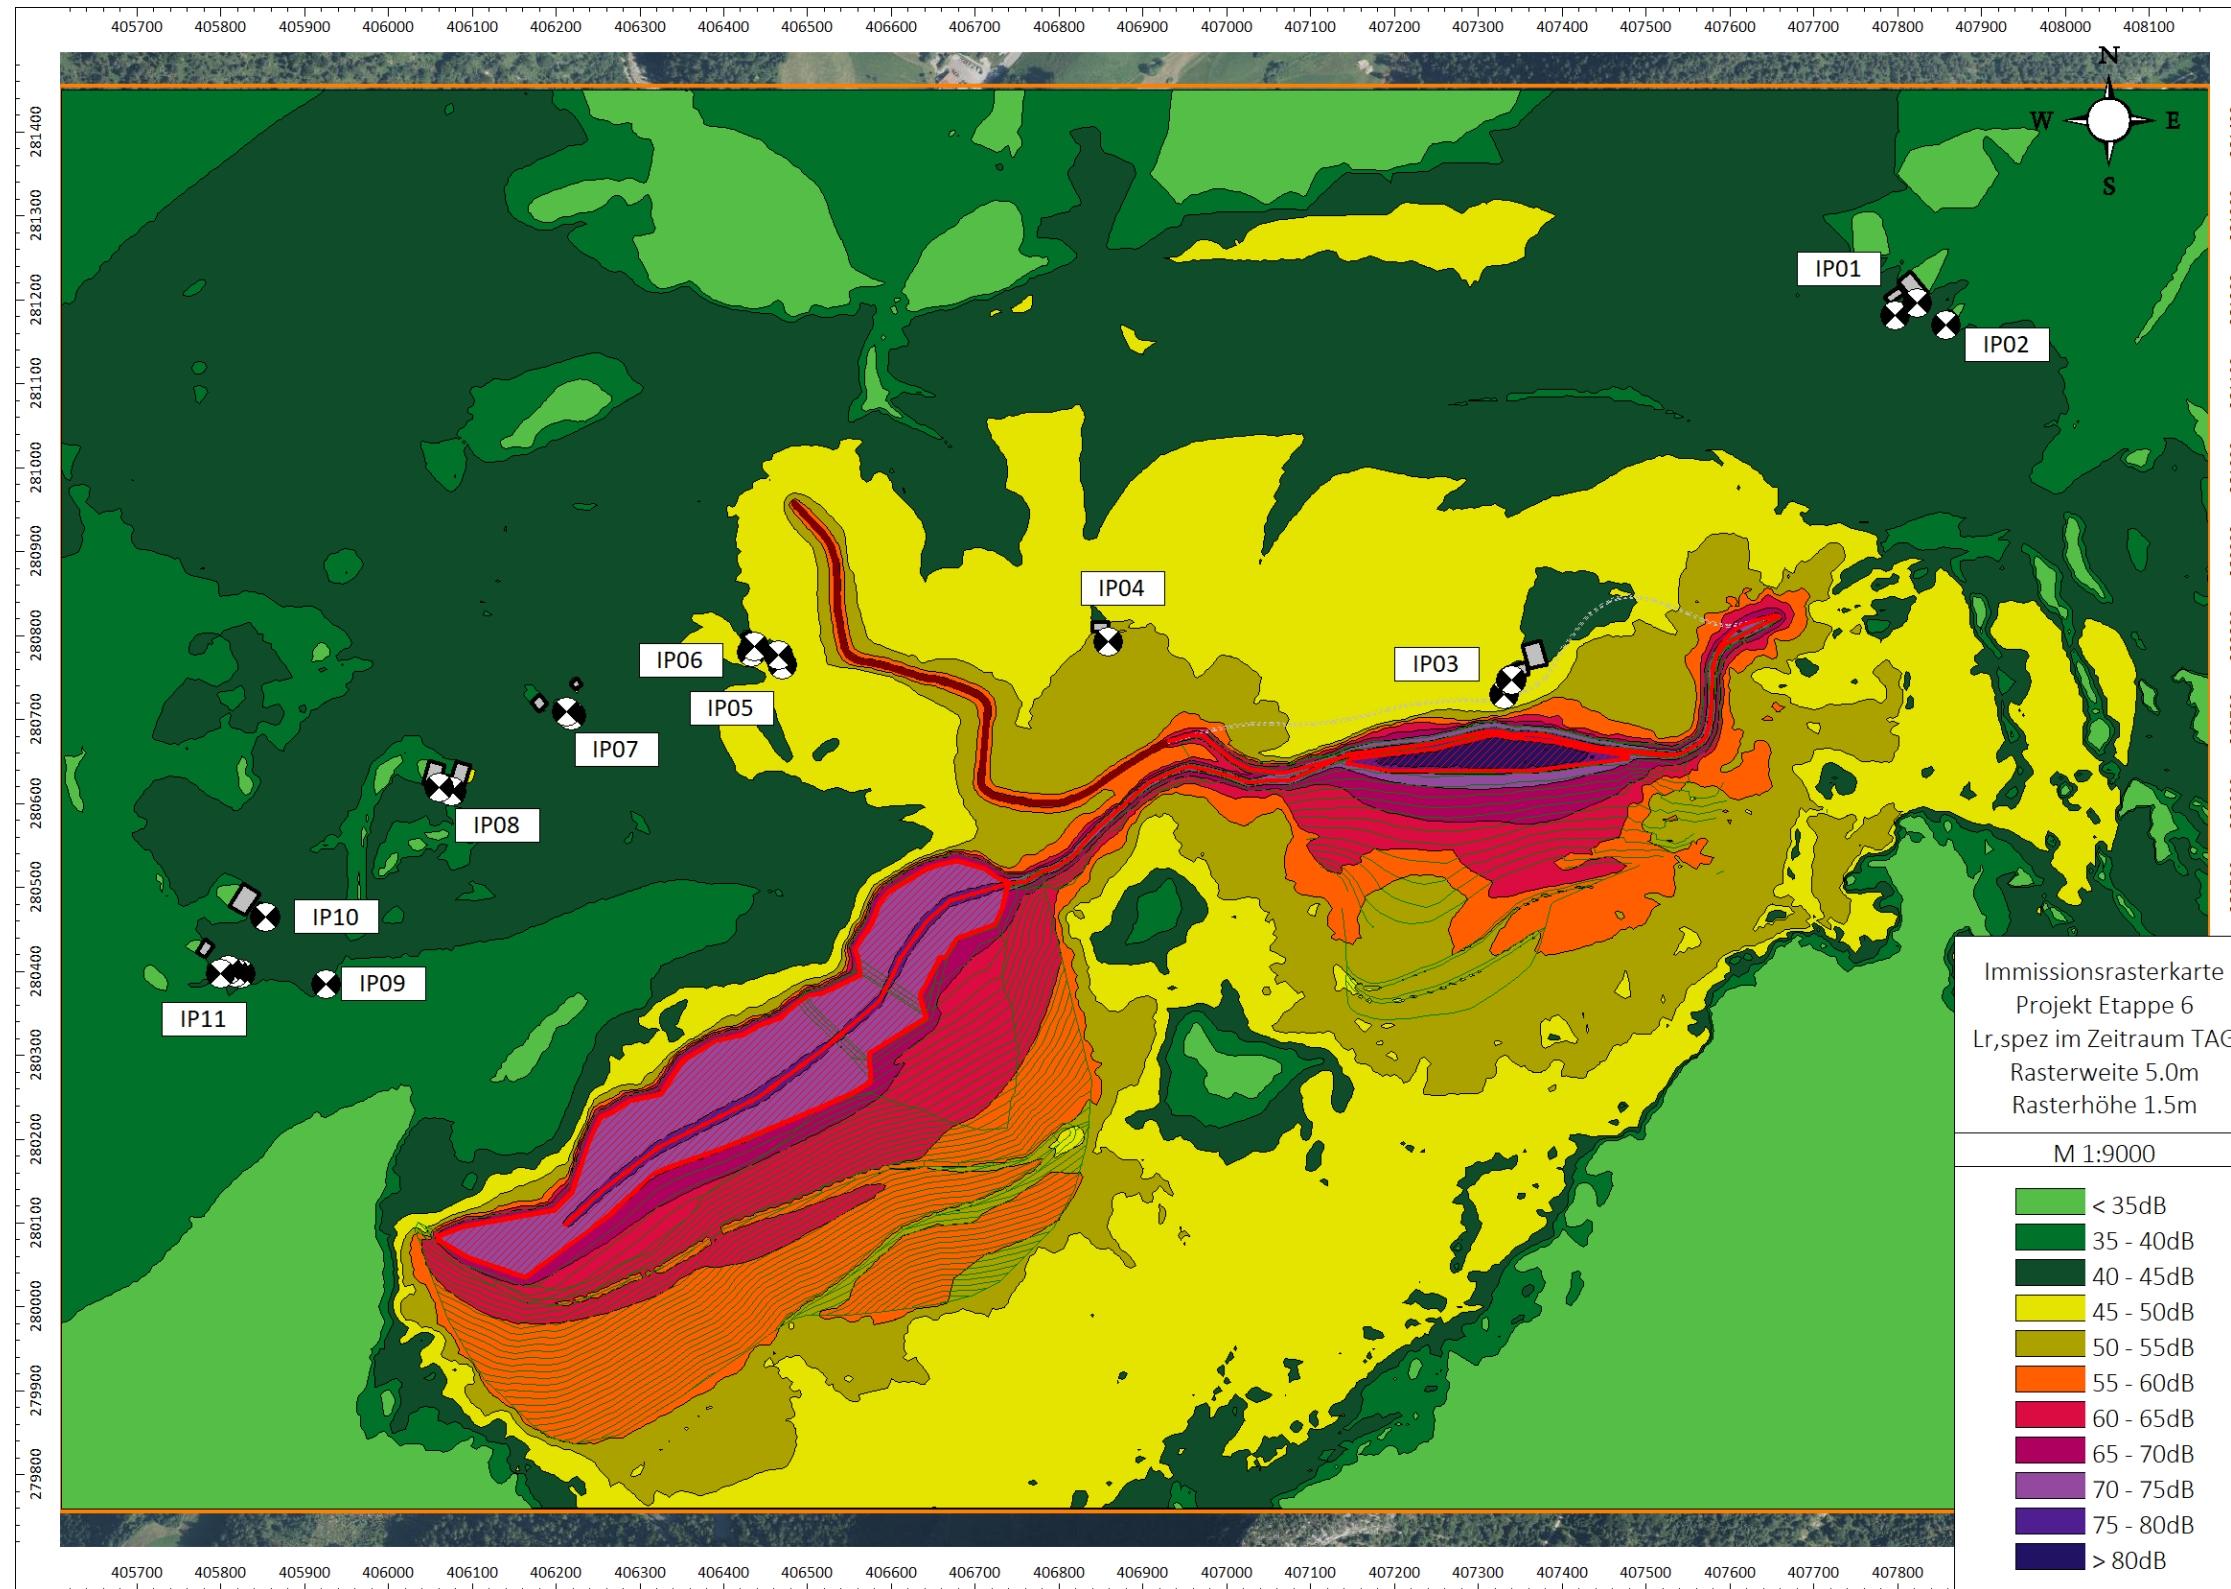 405700 405800 405900 406000 406100 406200 406300 406400 406500 406600 406700 406800 406900 407000 407100 407200 407300 407400 407500 407600 407700 407800 407900 408000 408100
N
W E
S
281400
281300
281200
281100
281000
280900
280800
280700
280600
280500
280400
280300
280200
280100
280000
279900
279800
IP01
IP02
IP04
IP06
IP03
IP05
IP07
IP08
IP10
IP09
IP11
Immissionsrasterkarte
Projekt Etappe 6
Lr,spez im Zeitraum TAG
Rasterweite 5.0m
Rasterhöhe 1.5m
M 1:9000
< 35dB
35 - 40dB
40 - 45dB
45 - 50dB
50 - 55dB
55 - 60dB
60 - 65dB
65 - 70dB
70 - 75dB
75 - 80dB
> 80dB
405700 405800 405900 406000 406100 406200 406300 406400 406500 406600 406700 406800 406900 407000 407100 407200 407300 407400 407500 407600 407700 407800